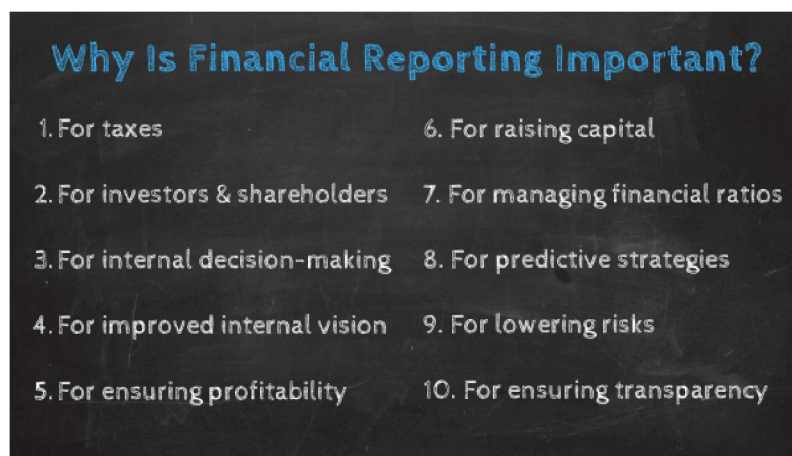 Why Is Financial Reporting Important?
1. For taxes
2. For investors & shareholders
3. For internal decision-making
4. For improved internal vision
5. For ensuring profitability
6. For raising capital
7. For managing financial ratios
8. For predictive strategies
9. For lowering risks
10. For ensuring transparency